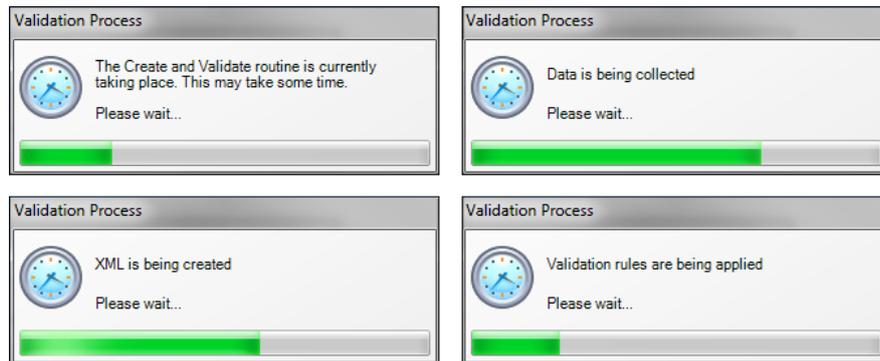 Validation Process
The Create and Validate routine is currently
taking place. This may take some time.
Please wait...
Validation Process
Data is being collected
Please wait...
Validation Process
XML is being created
Please wait...
Validation Process
Validation rules are being applied
Please wait...